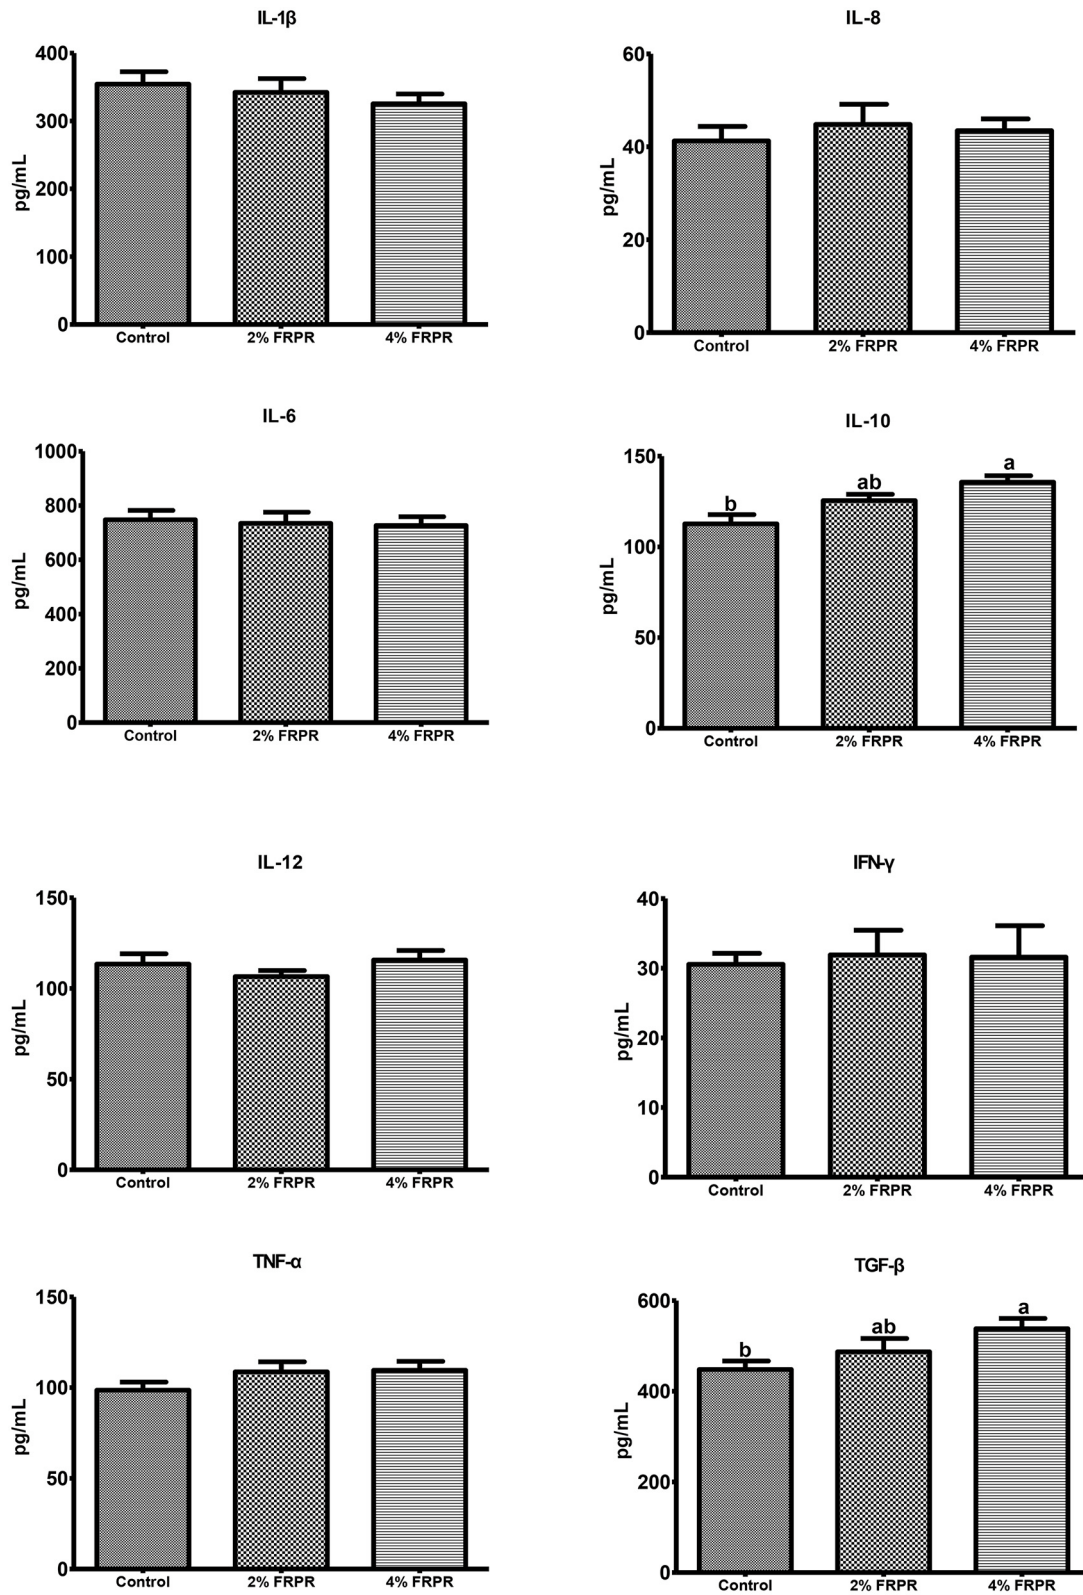 IL-1β
400
300
200
100
0
pg/mL
Control 2% FRPR 4% FRPR
IL-8
60
40
20
0
pg/mL
Control 2% FRPR 4% FRPR
IL-6
1000
800
600
400
200
0
pg/mL
Control 2% FRPR 4% FRPR
IL-10
150
100
50
0
pg/mL
b ab a
Control 2% FRPR 4% FRPR
IL-12
150
100
50
0
pg/mL
Control 2% FRPR 4% FRPR
IFN-γ
40
30
20
10
0
pg/mL
Control 2% FRPR 4% FRPR
TNF-α
150
100
50
0
pg/mL
Control 2% FRPR 4% FRPR
TGF-β
600
400
200
0
pg/mL
b ab a
Control 2% FRPR 4% FRPR